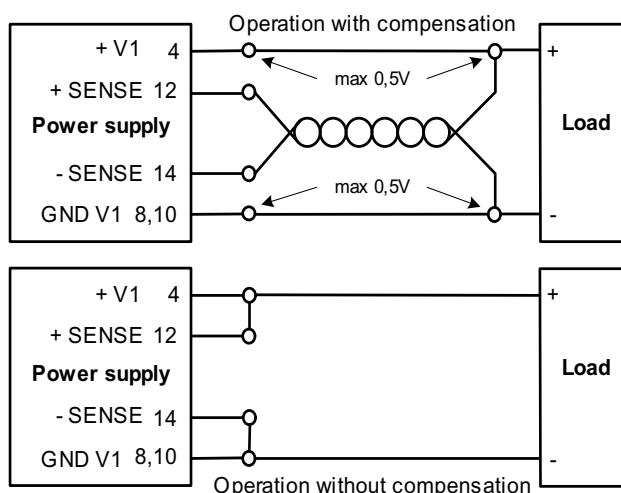 Operation with compensation
+ V1 4
+
max 0,5V
+ SENSE 12
Power supply
Load
- SENSE 14
max 0,5V
GND V1 8,10
-
+ V1 4
+
+ SENSE 12
Power supply
Load
- SENSE 14
GND V1 8,10
-
Operation without compensation